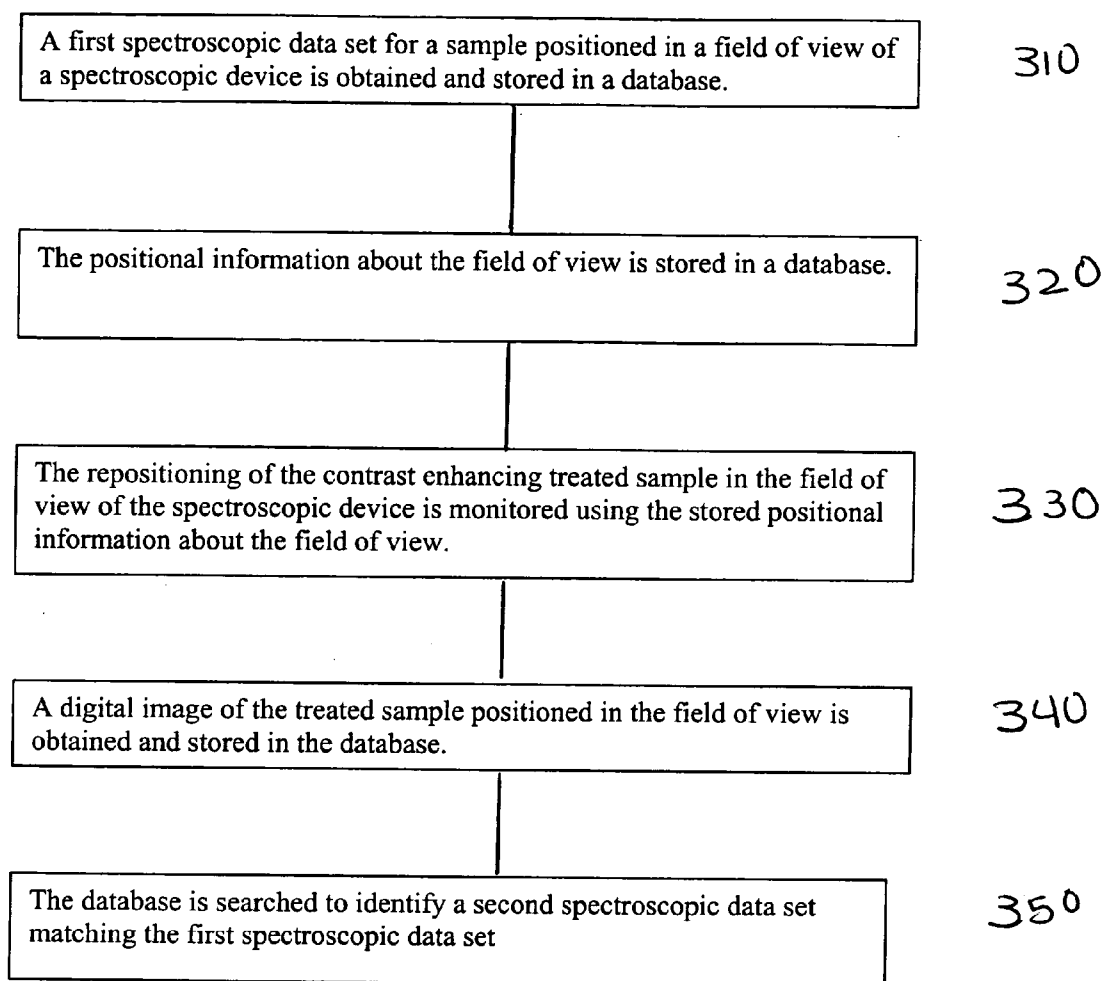 A first spectroscopic data set for a sample positioned in a field of view of
a spectroscopic device is obtained and stored in a database.
310
The positional information about the field of view is stored in a database.
320
The repositioning of the contrast enhancing treated sample in the field of
view of the spectroscopic device is monitored using the stored positional
information about the field of view.
330
A digital image of the treated sample positioned in the field of view is
obtained and stored in the database.
340
The database is searched to identify a second spectroscopic data set
matching the first spectroscopic data set
350